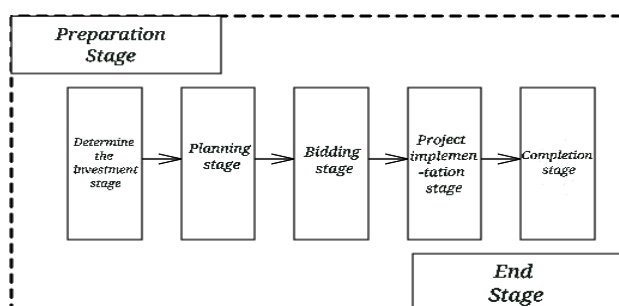 Preparation
Stage
Determine
the
Investment
stage
Planning
stage
Bidding
stage
Project
implemen
-tation
stage
Completion
stage
End
Stage